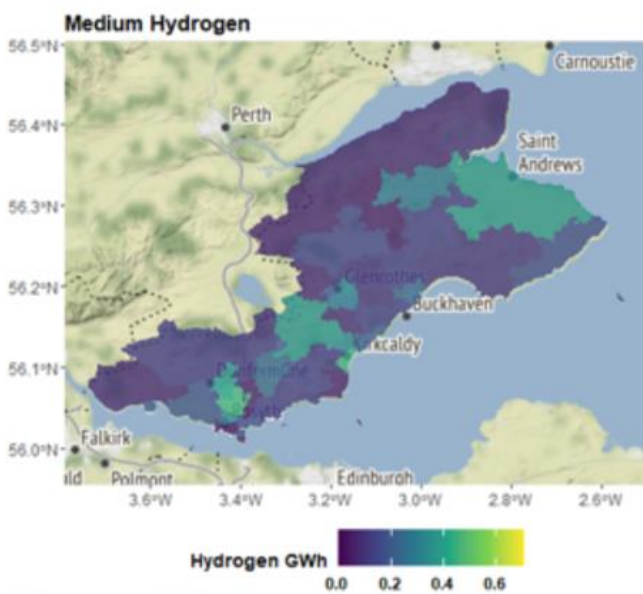 Medium Hydrogen
56.5°N
Carnoustie
56.4°N
Perth
Saint
Andrews
56.3°N
56.2°N
Glenrothes
Buckhaven
Kirkcaldy
56.1°N
Dunfermline
56.0°N
Falkirk
Polmont
Edinburgh
3.6°W 3.4°W 3.2°W 3.0°W 2.8°W 2.6°W
Hydrogen GWh
0.0 0.2 0.4 0.6